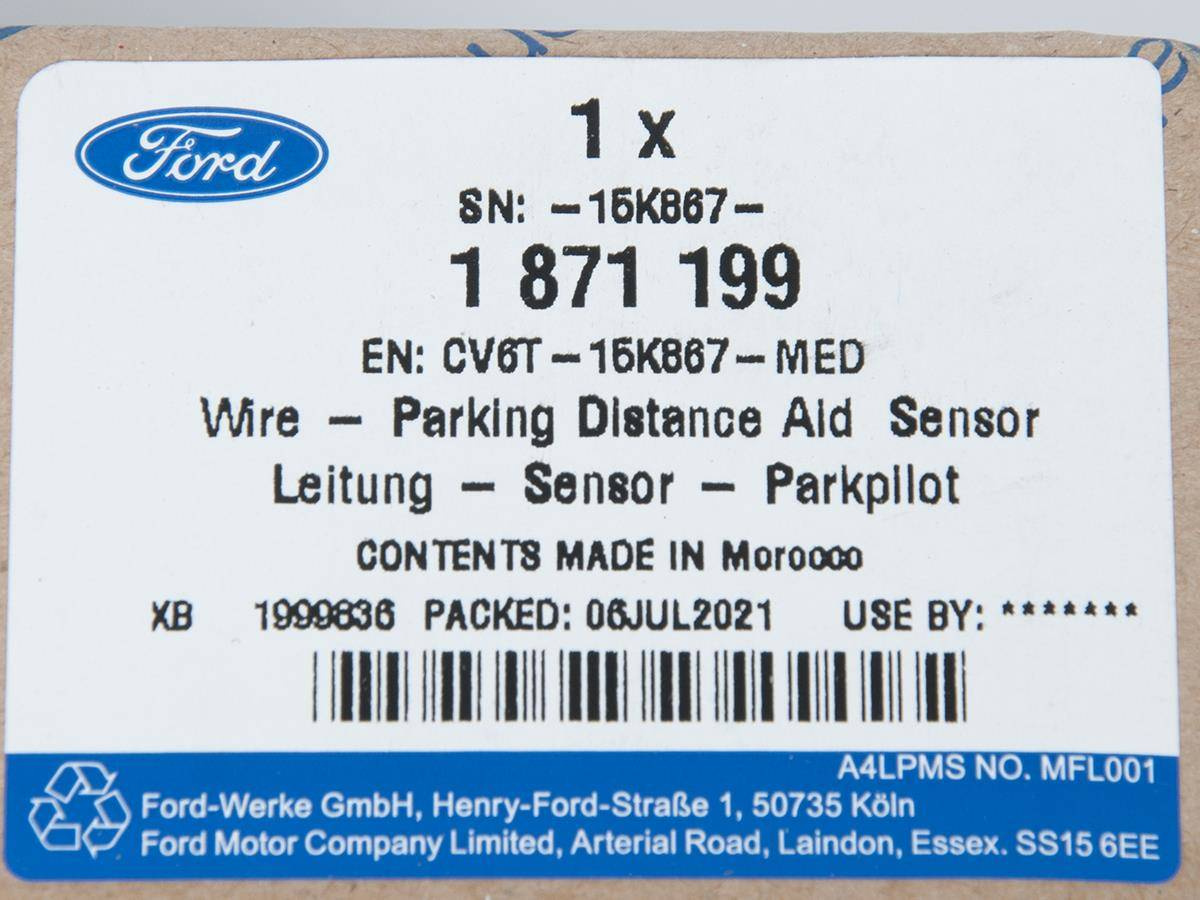 Ford
1 x
SN: -15K867-
1 871 199
EN: CV6T-15K867-MED
Wire - Parking Distance Aid Sensor
Leitung - Sensor - Parkpilot
CONTENTS MADE IN Morocco
XB 1999836 PACKED: 06JUL2021 USE BY: *******
A4LPMS NO. MFL001
Ford-Werke GmbH, Henry-Ford-Straße 1, 50735 Köln
Ford Motor Company Limited, Arterial Road, Laindon, Essex. SS15 6EE